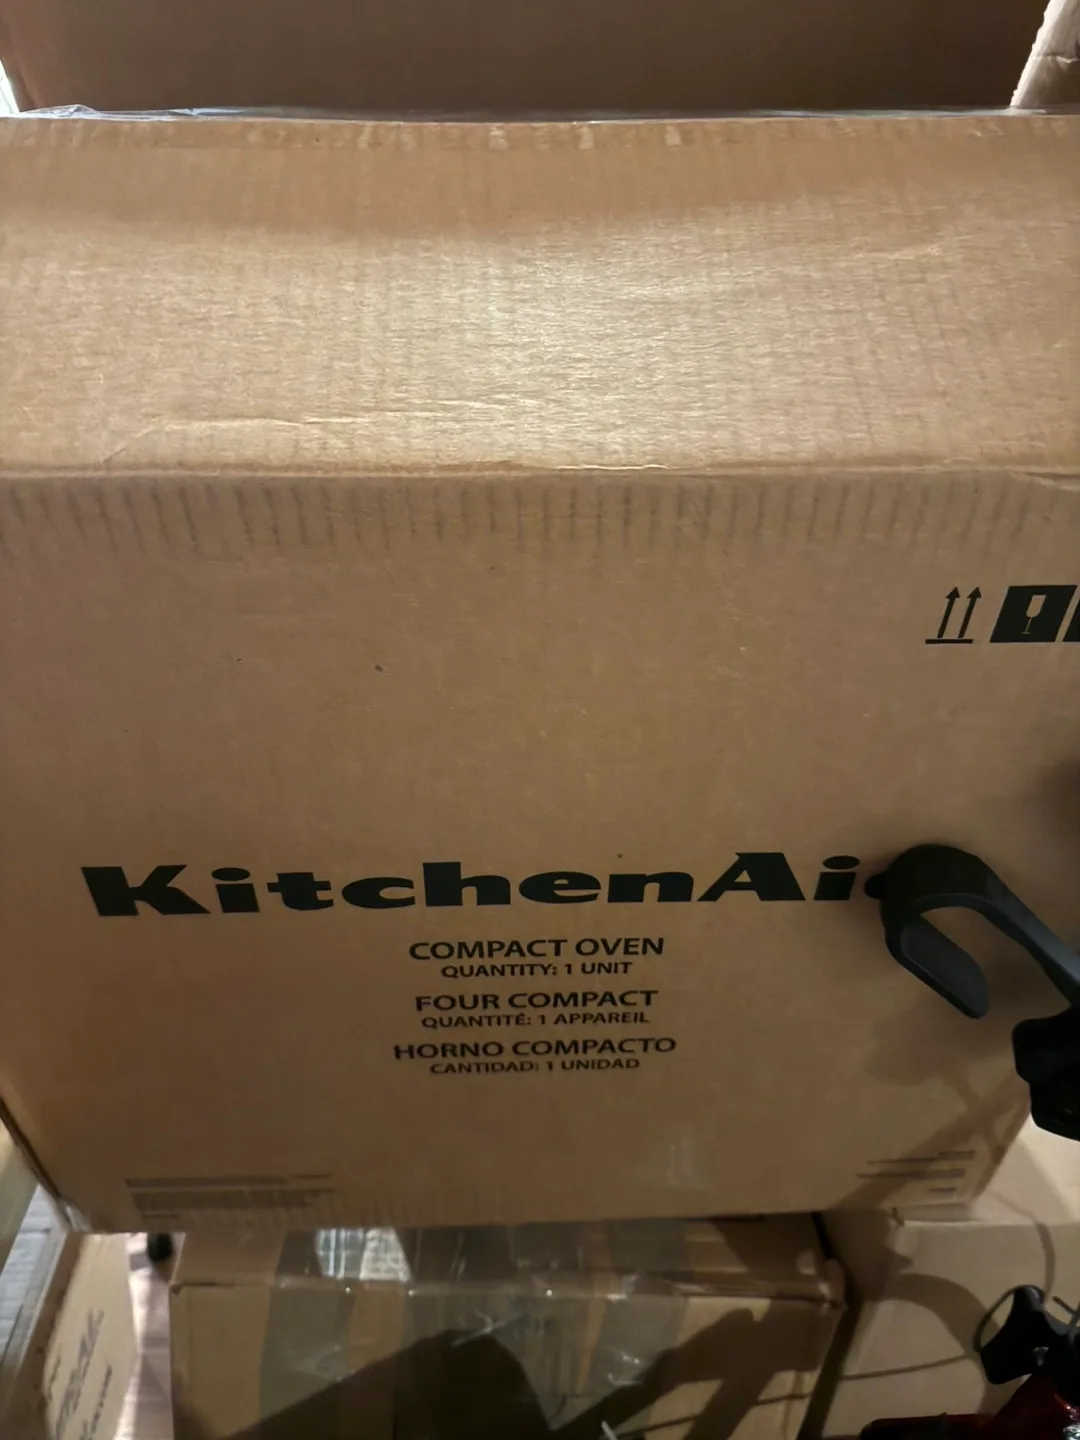 KitchenAi
COMPACT OVEN
QUANTITY: 1 UNIT
FOUR COMPACT
QUANTITÉ: 1 APPAREIL
HORNO COMPACTO
CANTIDAD: 1 UNIDAD